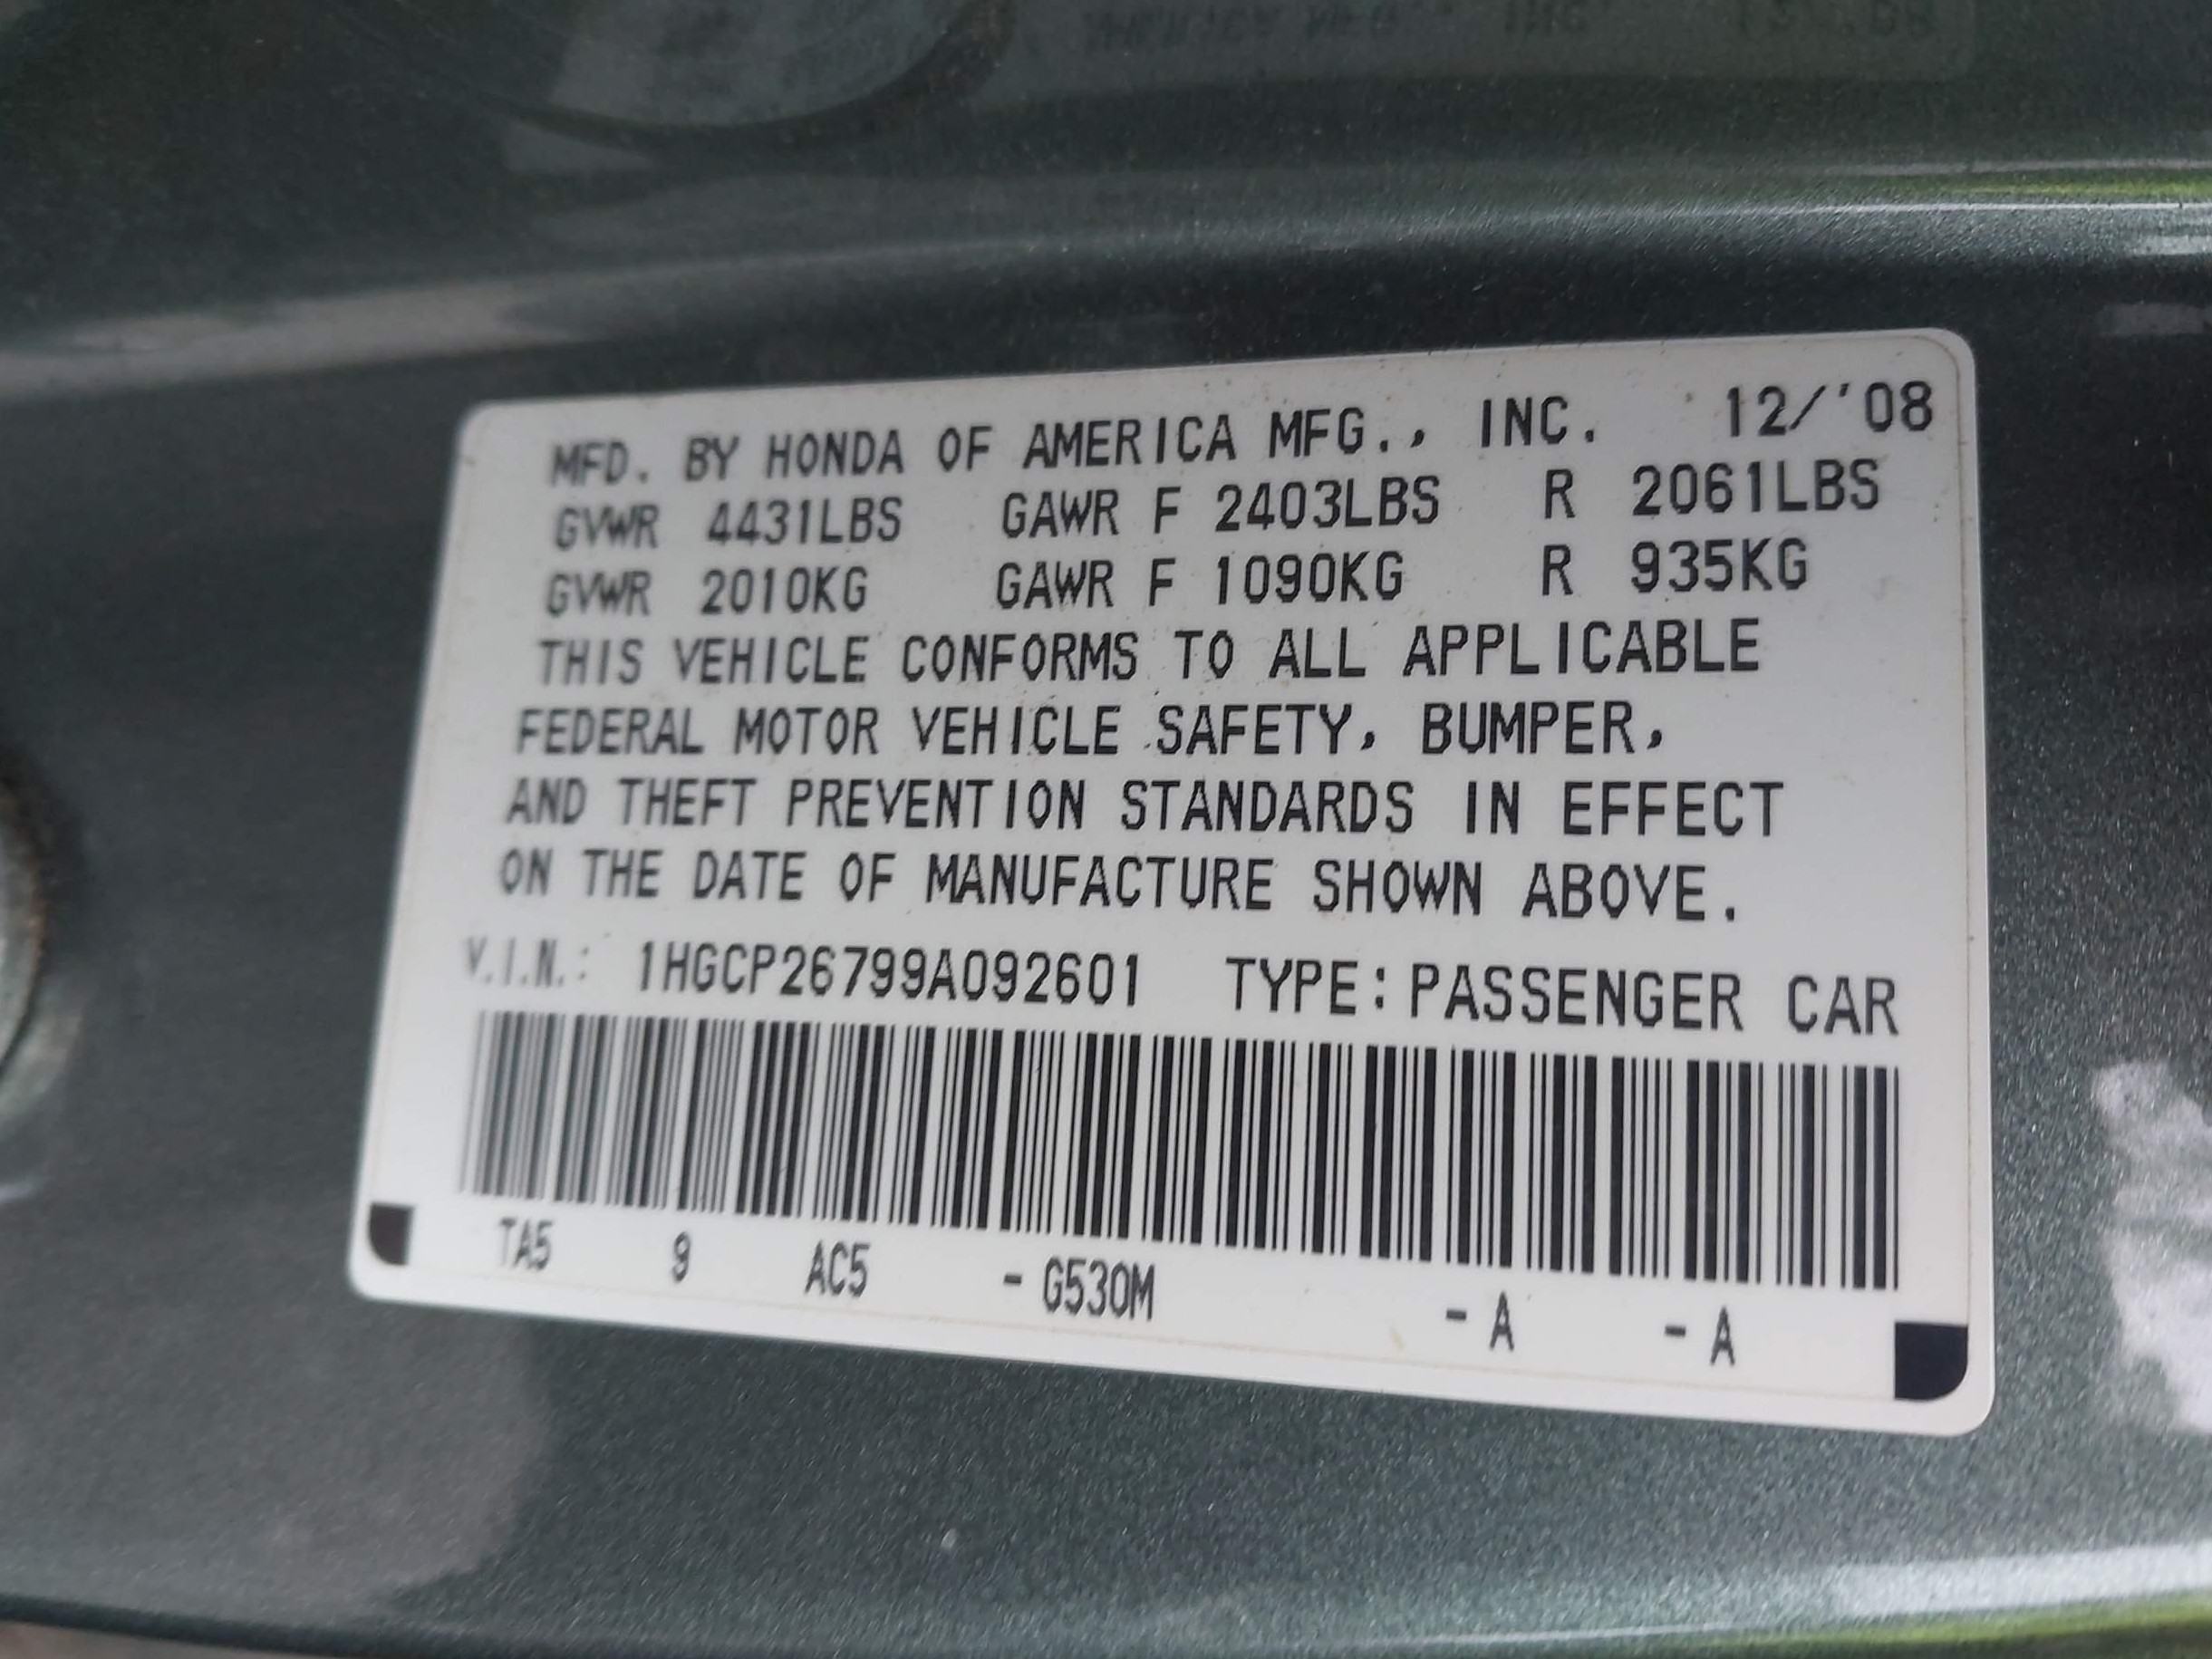 MFD. BY HONDA OF AMERICA MFG., INC. 12/'08
GVWR 4431LBS GAWR F 2403LBS R 2061LBS
GVWR 2010KG GAWR F 1090KG R 935KG
THIS VEHICLE CONFORMS TO ALL APPLICABLE
FEDERAL MOTOR VEHICLE SAFETY, BUMPER,
AND THEFT PREVENTION STANDARDS IN EFFECT
ON THE DATE OF MANUFACTURE SHOWN ABOVE.
V.I.N.: 1HGCP26799A092601 TYPE:PASSENGER CAR
TA5 9 AC5 - G530M - A - A